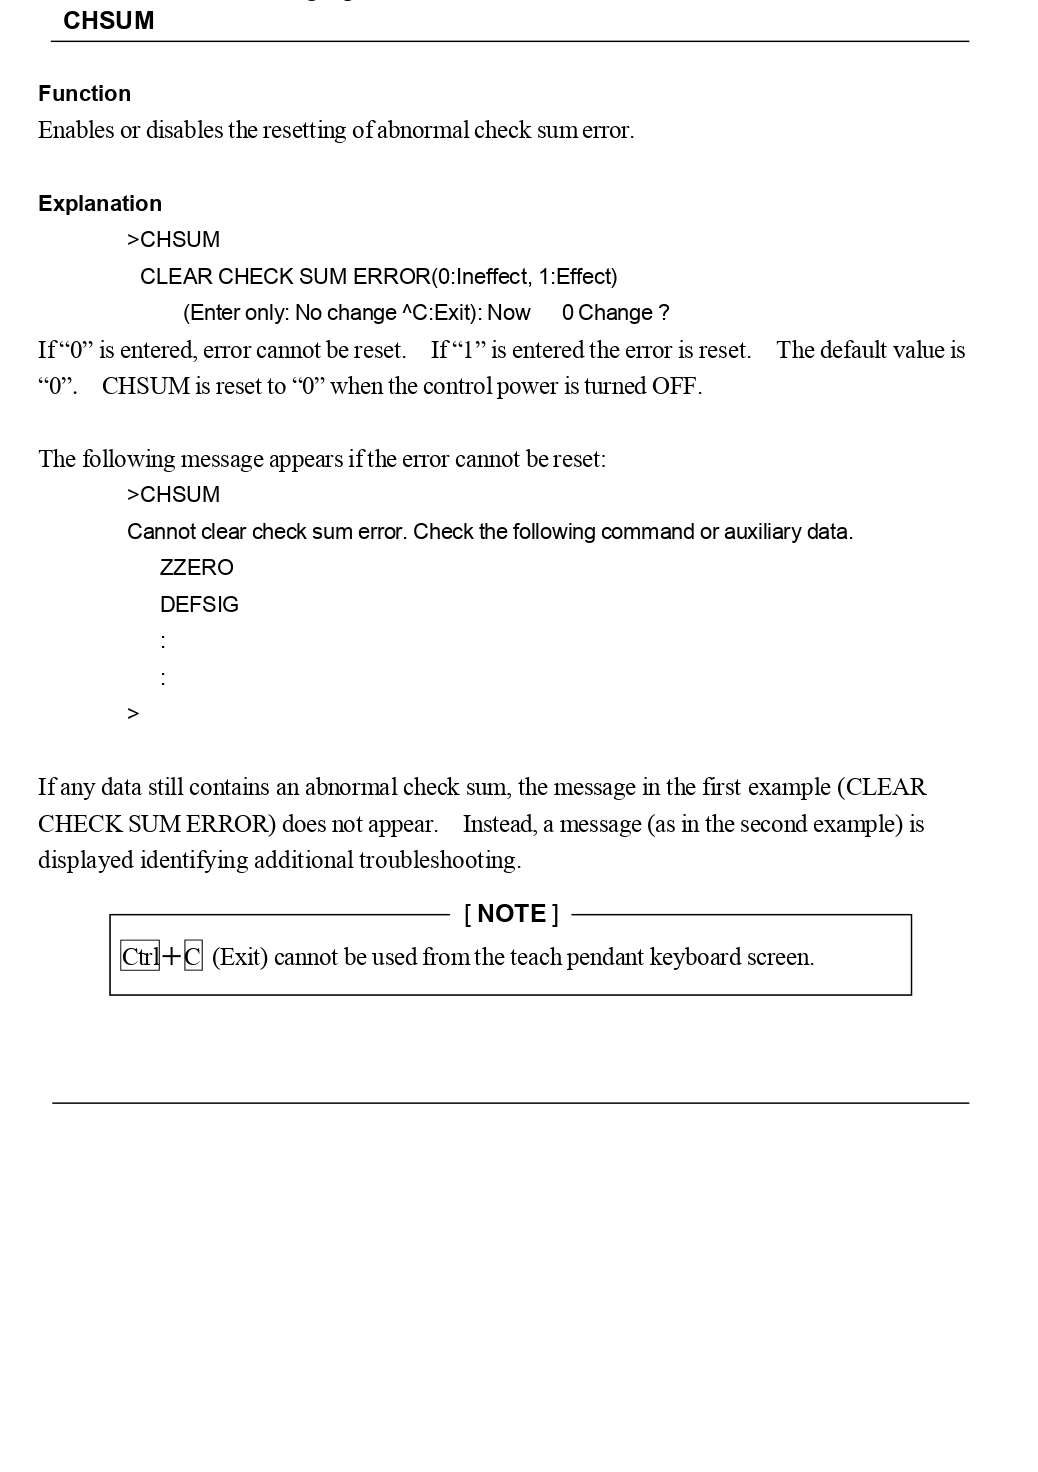 CHSUM
Function
Enables or disables the resetting of abnormal check sum error.
Explanation
>CHSUM
CLEAR CHECK SUM ERROR(0:Ineffect, 1:Effect)
(Enter only: No change ^C:Exit): Now 0 Change ?
If “0” is entered, error cannot be reset. If “1” is entered the error is reset. The default value is
“0”. CHSUM is reset to “0” when the control power is turned OFF.
The following message appears if the error cannot be reset:
>CHSUM
Cannot clear check sum error. Check the following command or auxiliary data.
ZZERO
DEFSIG
:
:
>
If any data still contains an abnormal check sum, the message in the first example (CLEAR
CHECK SUM ERROR) does not appear. Instead, a message (as in the second example) is
displayed identifying additional troubleshooting.
[ NOTE ]
Ctrl+C (Exit) cannot be used from the teach pendant keyboard screen.